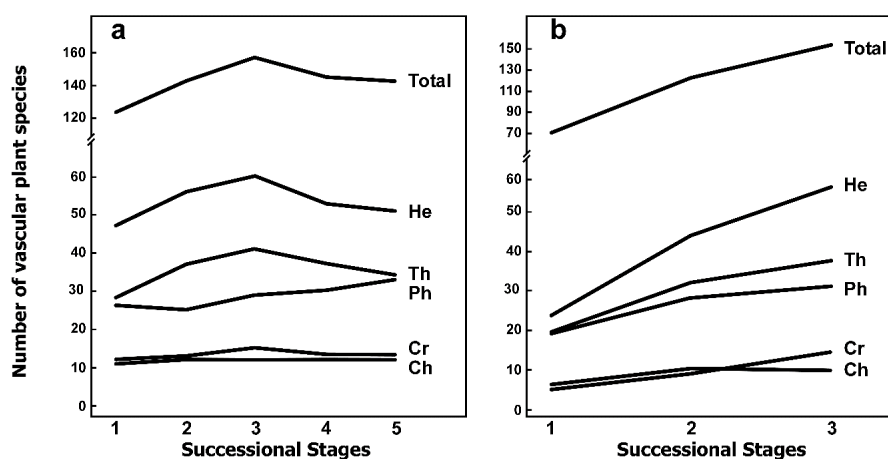 a
160
140
120
60
50
40
30
20
10
0
Number of vascular plant species
Total
He
Th
Ph
Cr
Ch
1 2 3 4 5
Successional Stages
b
150
130
110
90
70
60
50
40
30
20
10
0
Total
He
Th
Ph
Cr
Ch
1 2 3
Successional Stages